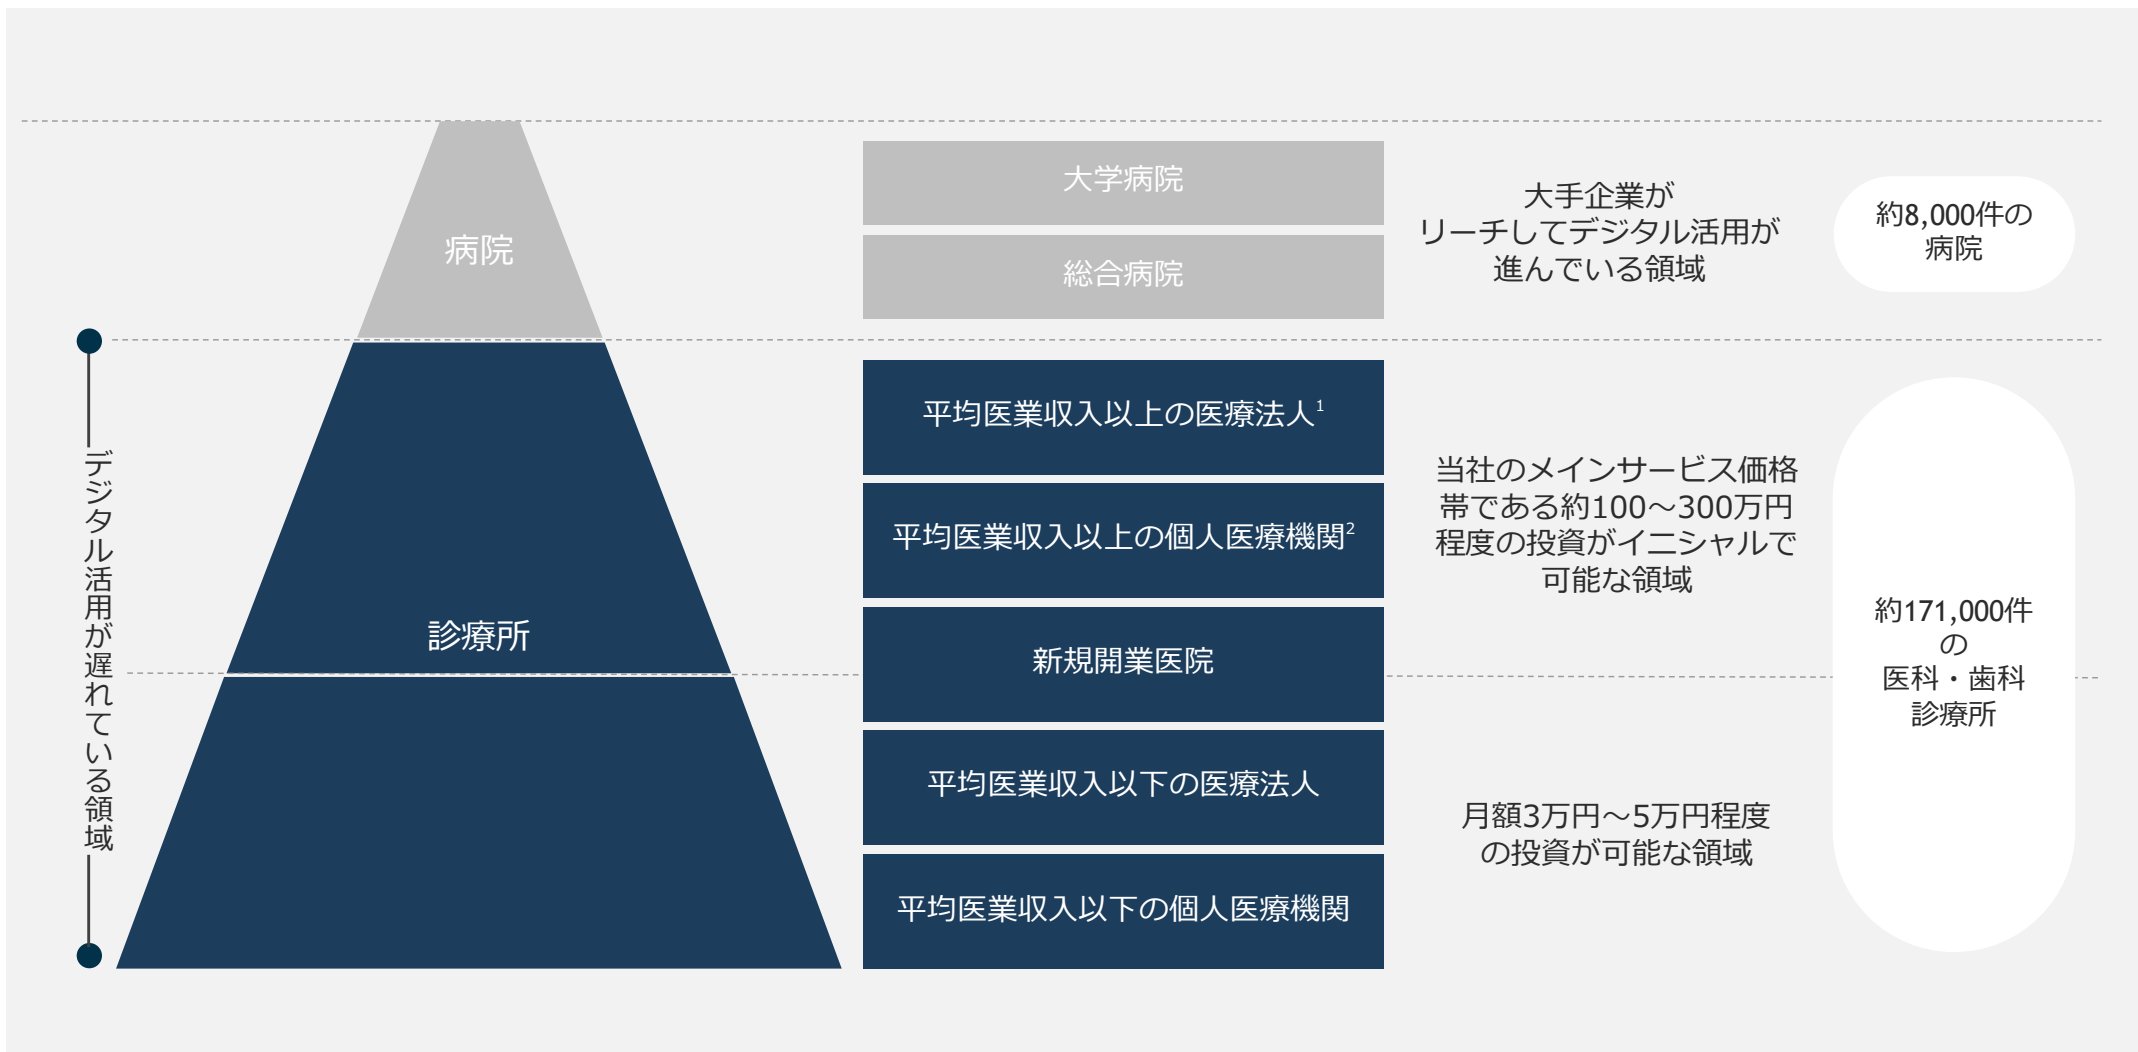 病院
大学病院
総合病院
大手企業が
リーチしてデジタル活用が
進んでいる領域
約8,000件の
病院
デジタル活用が遅れている領域
診療所
平均医業収入以上の医療法人1
平均医業収入以上の個人医療機関2
新規開業医院
平均医業収入以下の医療法人
平均医業収入以下の個人医療機関
当社のメインサービス価格
帯である約100～300万円
程度の投資がイニシャルで
可能な領域
月額3万円～5万円程度
の投資が可能な領域
約171,000件
の
医科・歯科
診療所